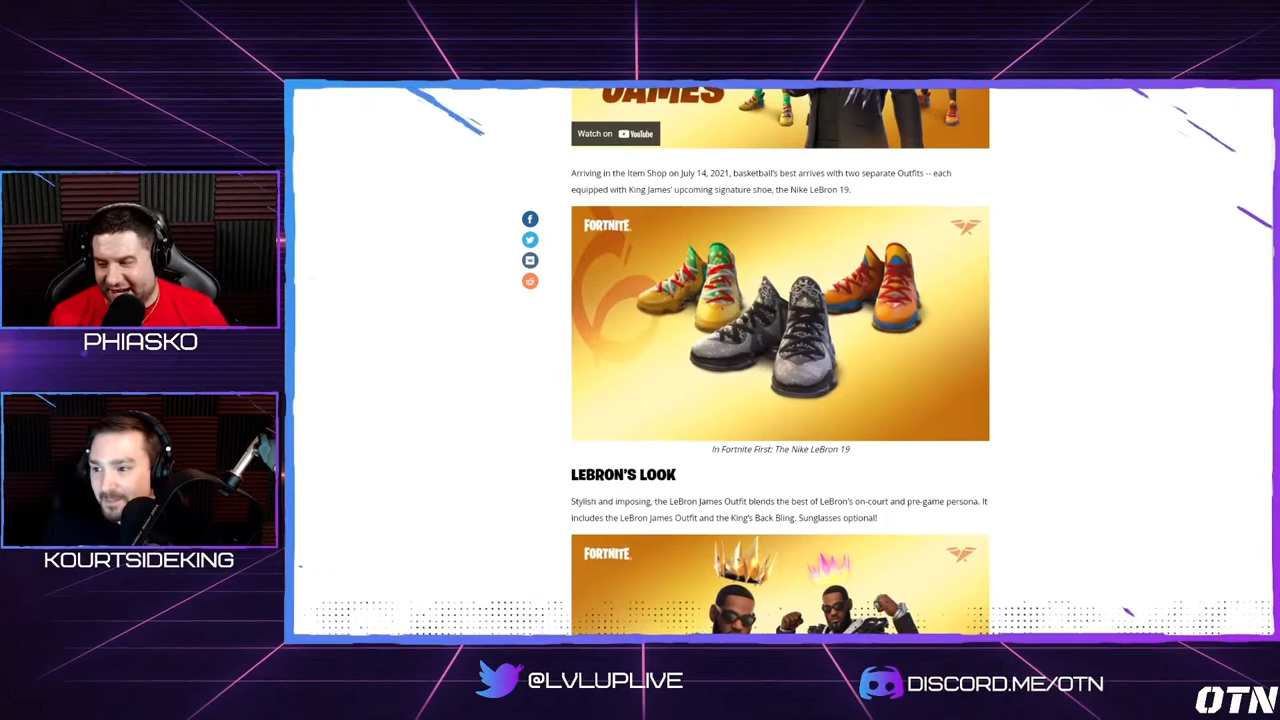 JAMES
Watch on YouTube
Arriving in the Item Shop on July 14, 2021, basketball's best arrives with two separate Outfits -- each
equipped with King James' upcoming signature shoe, the Nike LeBron 19.
FORTNITE
In Fortnite First: The Nike LeBron 19
LEBRON'S LOOK
Stylish and imposing, the LeBron James Outfit blends the best of LeBron's on-court and pre-game persona. It
includes the LeBron James Outfit and the King's Back Bling. Sunglasses optional!
FORTNITE
PHIASKO
KOURTSIDEKING
@LVLUPLIVE
DISCORD.ME/OTN
OTN